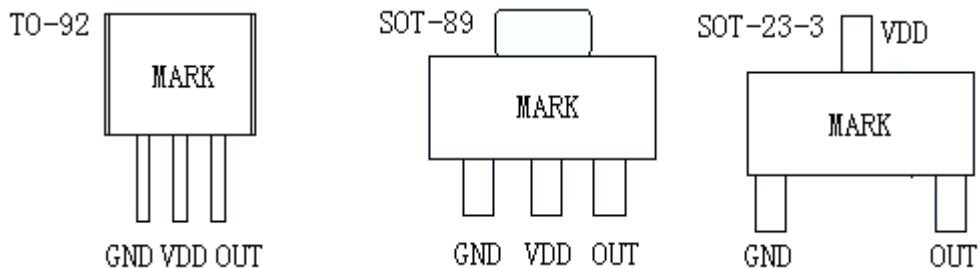 TO-92
MARK
GND VDD OUT
SOT-89
MARK
GND VDD OUT
SOT-23-3
VDD
MARK
GND OUT